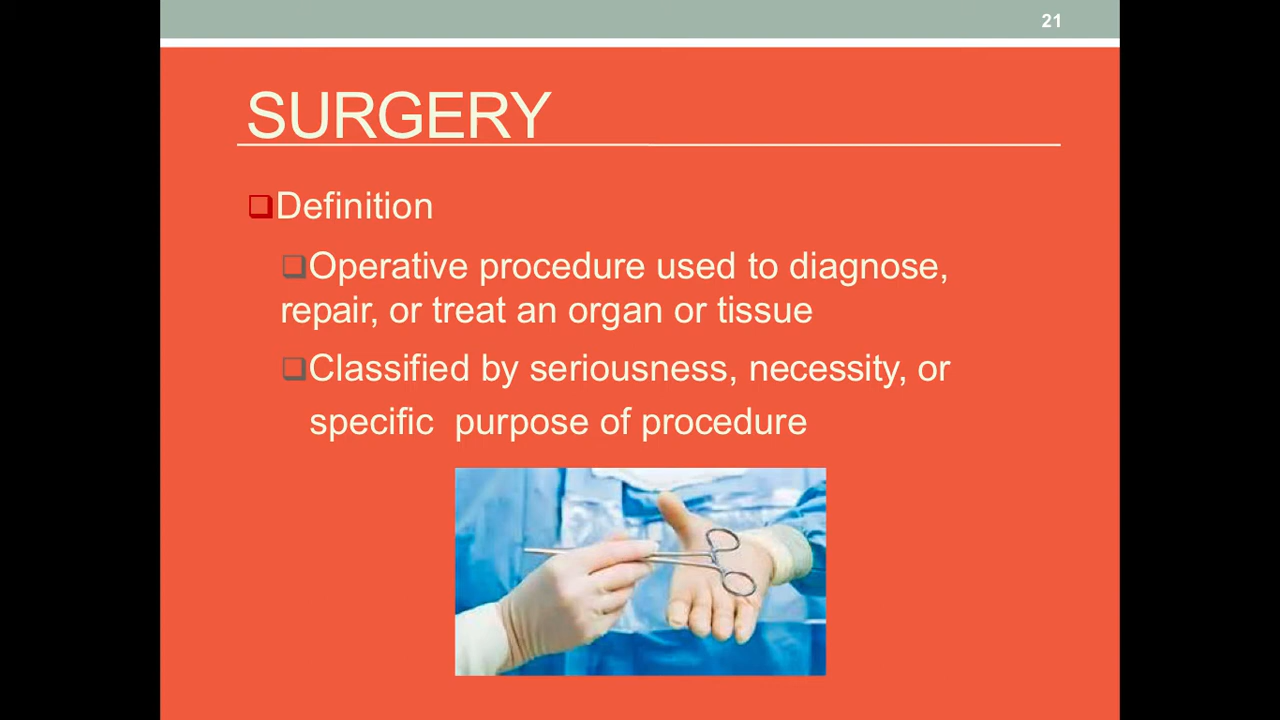 21
SURGERY
Definition
Operative procedure used to diagnose,
repair, or treat an organ or tissue
Classified by seriousness, necessity, or
specific purpose of procedure